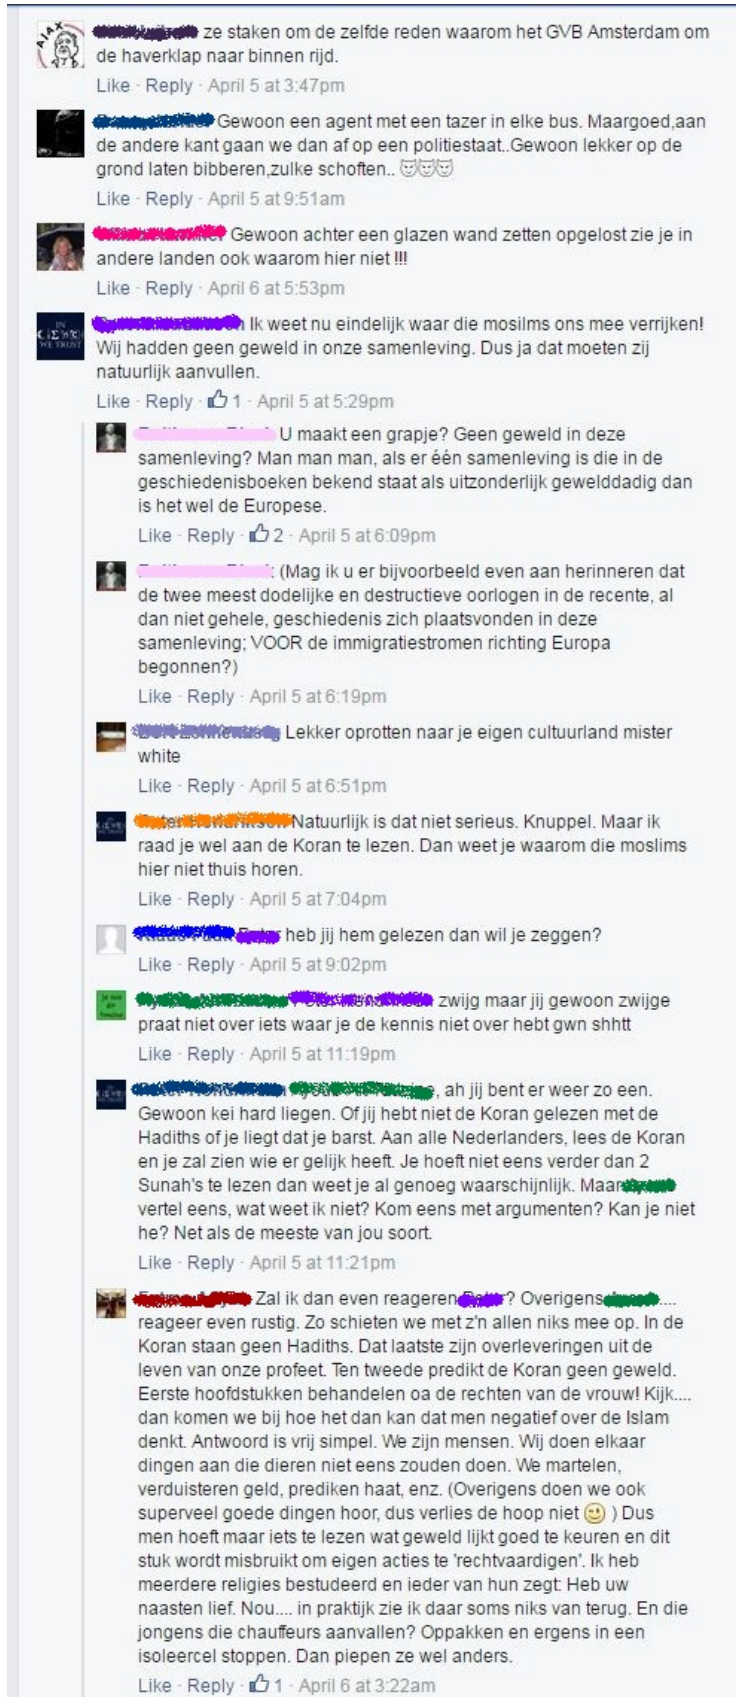 AJAX
ze staken om de zelfde reden waarom het GVB Amsterdam om
de haverklap naar binnen rijd.
Like · Reply · April 5 at 3:47pm
Gewoon een agent met een tazer in elke bus. Maargoed,aan
de andere kant gaan we dan af op een politiestaat..Gewoon lekker op de
grond laten bibberen,zulke schoften.. 😈😈😈
Like · Reply · April 5 at 9:51am
Gewoon achter een glazen wand zetten opgelost zie je in
andere landen ook waarom hier niet !!!
Like · Reply · April 6 at 5:53pm
IN
WE TRUST
Ik weet nu eindelijk waar die mosilms ons mee verrijken!
Wij hadden geen geweld in onze samenleving. Dus ja dat moeten zij
natuurlijk aanvullen.
Like · Reply · 1 · April 5 at 5:29pm
U maakt een grapje? Geen geweld in deze
samenleving? Man man man, als er één samenleving is die in de
geschiedenisboeken bekend staat als uitzonderlijk gewelddadig dan
is het wel de Europese.
Like · Reply · 2 · April 5 at 6:09pm
(Mag ik u er bijvoorbeeld even aan herinneren dat
de twee meest dodelijke en destructieve oorlogen in de recente, al
dan niet gehele, geschiedenis zich plaatsvonden in deze
samenleving; VOOR de immigratiestromen richting Europa
begonnen?)
Like · Reply · April 5 at 6:19pm
Lekker oprotten naar je eigen cultuurland mister
white
Like · Reply · April 5 at 6:51pm
Natuurlijk is dat niet serieus. Knuppel. Maar ik
raad je wel aan de Koran te lezen. Dan weet je waarom die moslims
hier niet thuis horen.
Like · Reply · April 5 at 7:04pm
heb jij hem gelezen dan wil je zeggen?
Like · Reply · April 5 at 9:02pm
zwijg maar jij gewoon zwijge
praat niet over iets waar je de kennis niet over hebt gwn shhtt
Like · Reply · April 5 at 11:19pm
, ah jij bent er weer zo een.
Gewoon kei hard liegen. Of jij hebt niet de Koran gelezen met de
Hadiths of je liegt dat je barst. Aan alle Nederlanders, lees de Koran
en je zal zien wie er gelijk heeft. Je hoeft niet eens verder dan 2
Sunah's te lezen dan weet je al genoeg waarschijnlijk. Maar
vertel eens, wat weet ik niet? Kom eens met argumenten? Kan je niet
he? Net als de meeste van jou soort.
Like · Reply · April 5 at 11:21pm
Zal ik dan even reageren ? Overigens ....
reageer even rustig. Zo schieten we met z'n allen niks mee op. In de
Koran staan geen Hadiths. Dat laatste zijn overleveringen uit de
leven van onze profeet. Ten tweede predikt de Koran geen geweld.
Eerste hoofdstukken behandelen oa de rechten van de vrouw! Kijk....
dan komen we bij hoe het dan kan dat men negatief over de Islam
denkt. Antwoord is vrij simpel. We zijn mensen. Wij doen elkaar
dingen aan die dieren niet eens zouden doen. We martelen,
verduisteren geld, prediken haat, enz. (Overigens doen we ook
superveel goede dingen hoor, dus verlies de hoop niet 😉 ) Dus
men hoeft maar iets te lezen wat geweld lijkt goed te keuren en dit
stuk wordt misbruikt om eigen acties te 'rechtvaardigen'. Ik heb
meerdere religies bestudeerd en ieder van hun zegt: Heb uw
naasten lief. Nou.... in praktijk zie ik daar soms niks van terug. En die
jongens die chauffeurs aanvallen? Oppakken en ergens in een
isoleercel stoppen. Dan piepen ze wel anders.
Like · Reply · 1 · April 6 at 3:22am